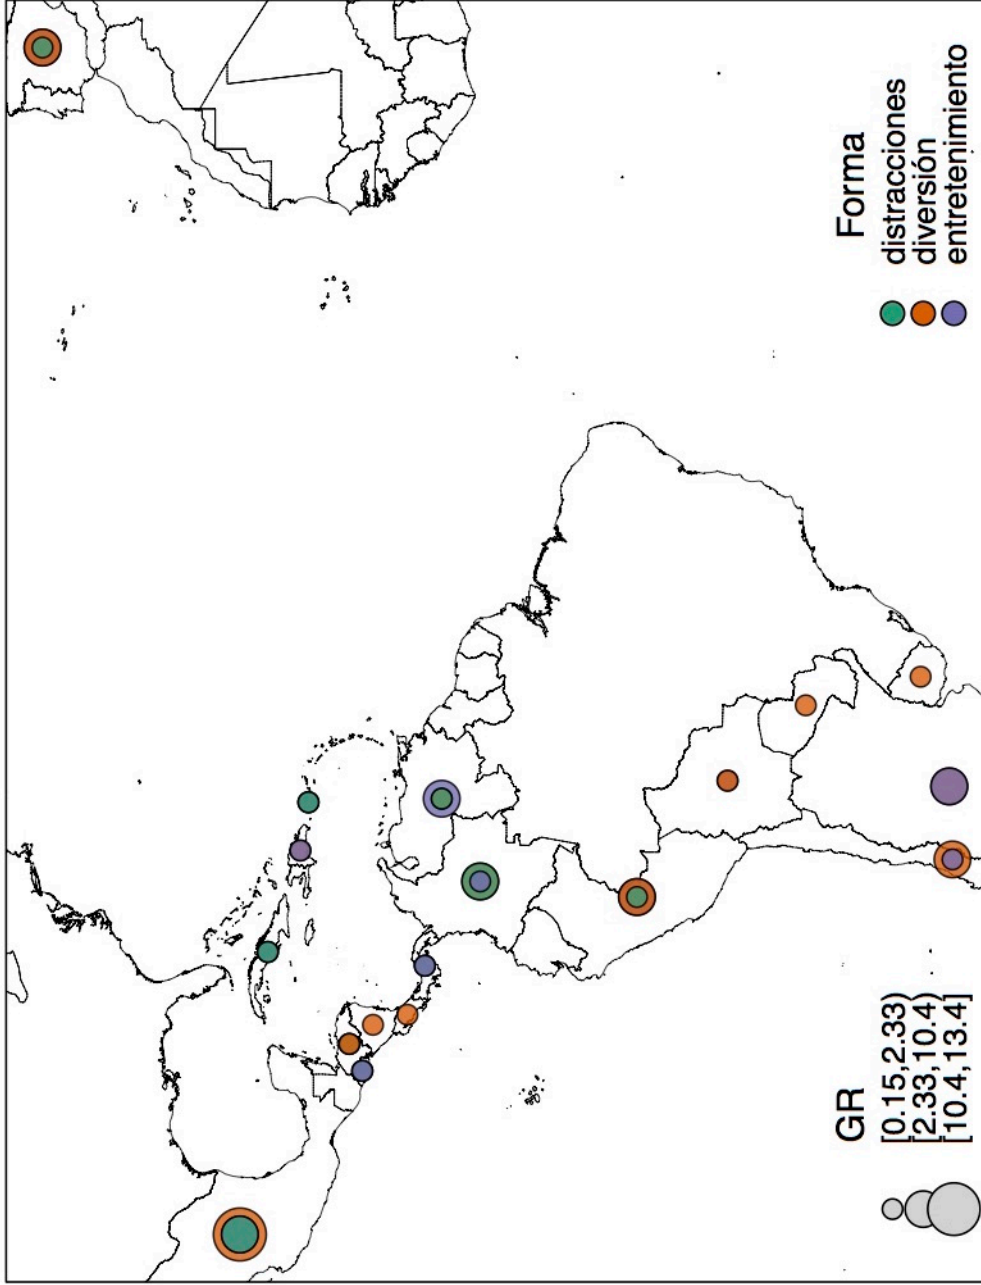 GR
[0.15,2.33)
[2.33,10.4)
[10.4,13.4]
Forma
distracciones
diversión
entretenimiento